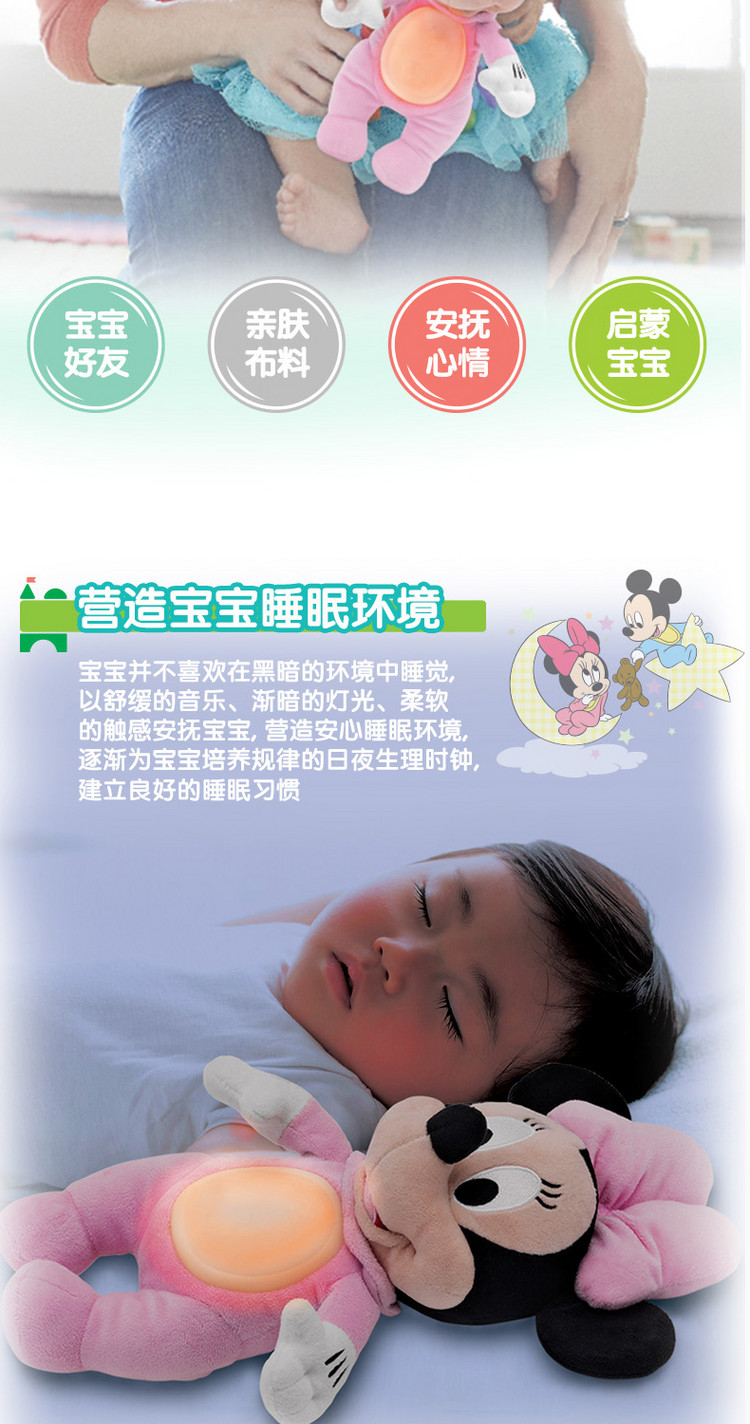 宝宝
好友
亲肤
布料
安抚
心情
启蒙
宝宝
营造宝宝睡眠环境
宝宝并不喜欢在黑暗的环境中睡觉,
以舒缓的音乐、渐暗的灯光、柔软
的触感安抚宝宝, 营造安心睡眠环境,
逐渐为宝宝培养规律的日夜生理时钟,
建立良好的睡眠习惯